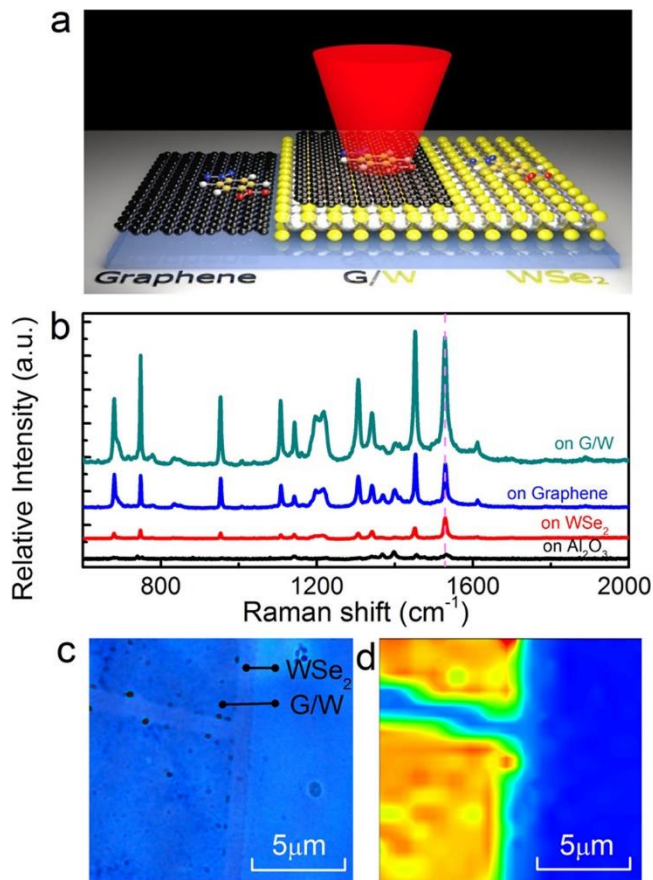 a
Graphene G/W WSe₂
b
Relative Intensity (a.u.)
on G/W
on Graphene
on WSe₂
on Al₂O₃
800 1200 1600 2000
Raman shift (cm⁻¹)
c
WSe₂
G/W
5μm
d
5μm